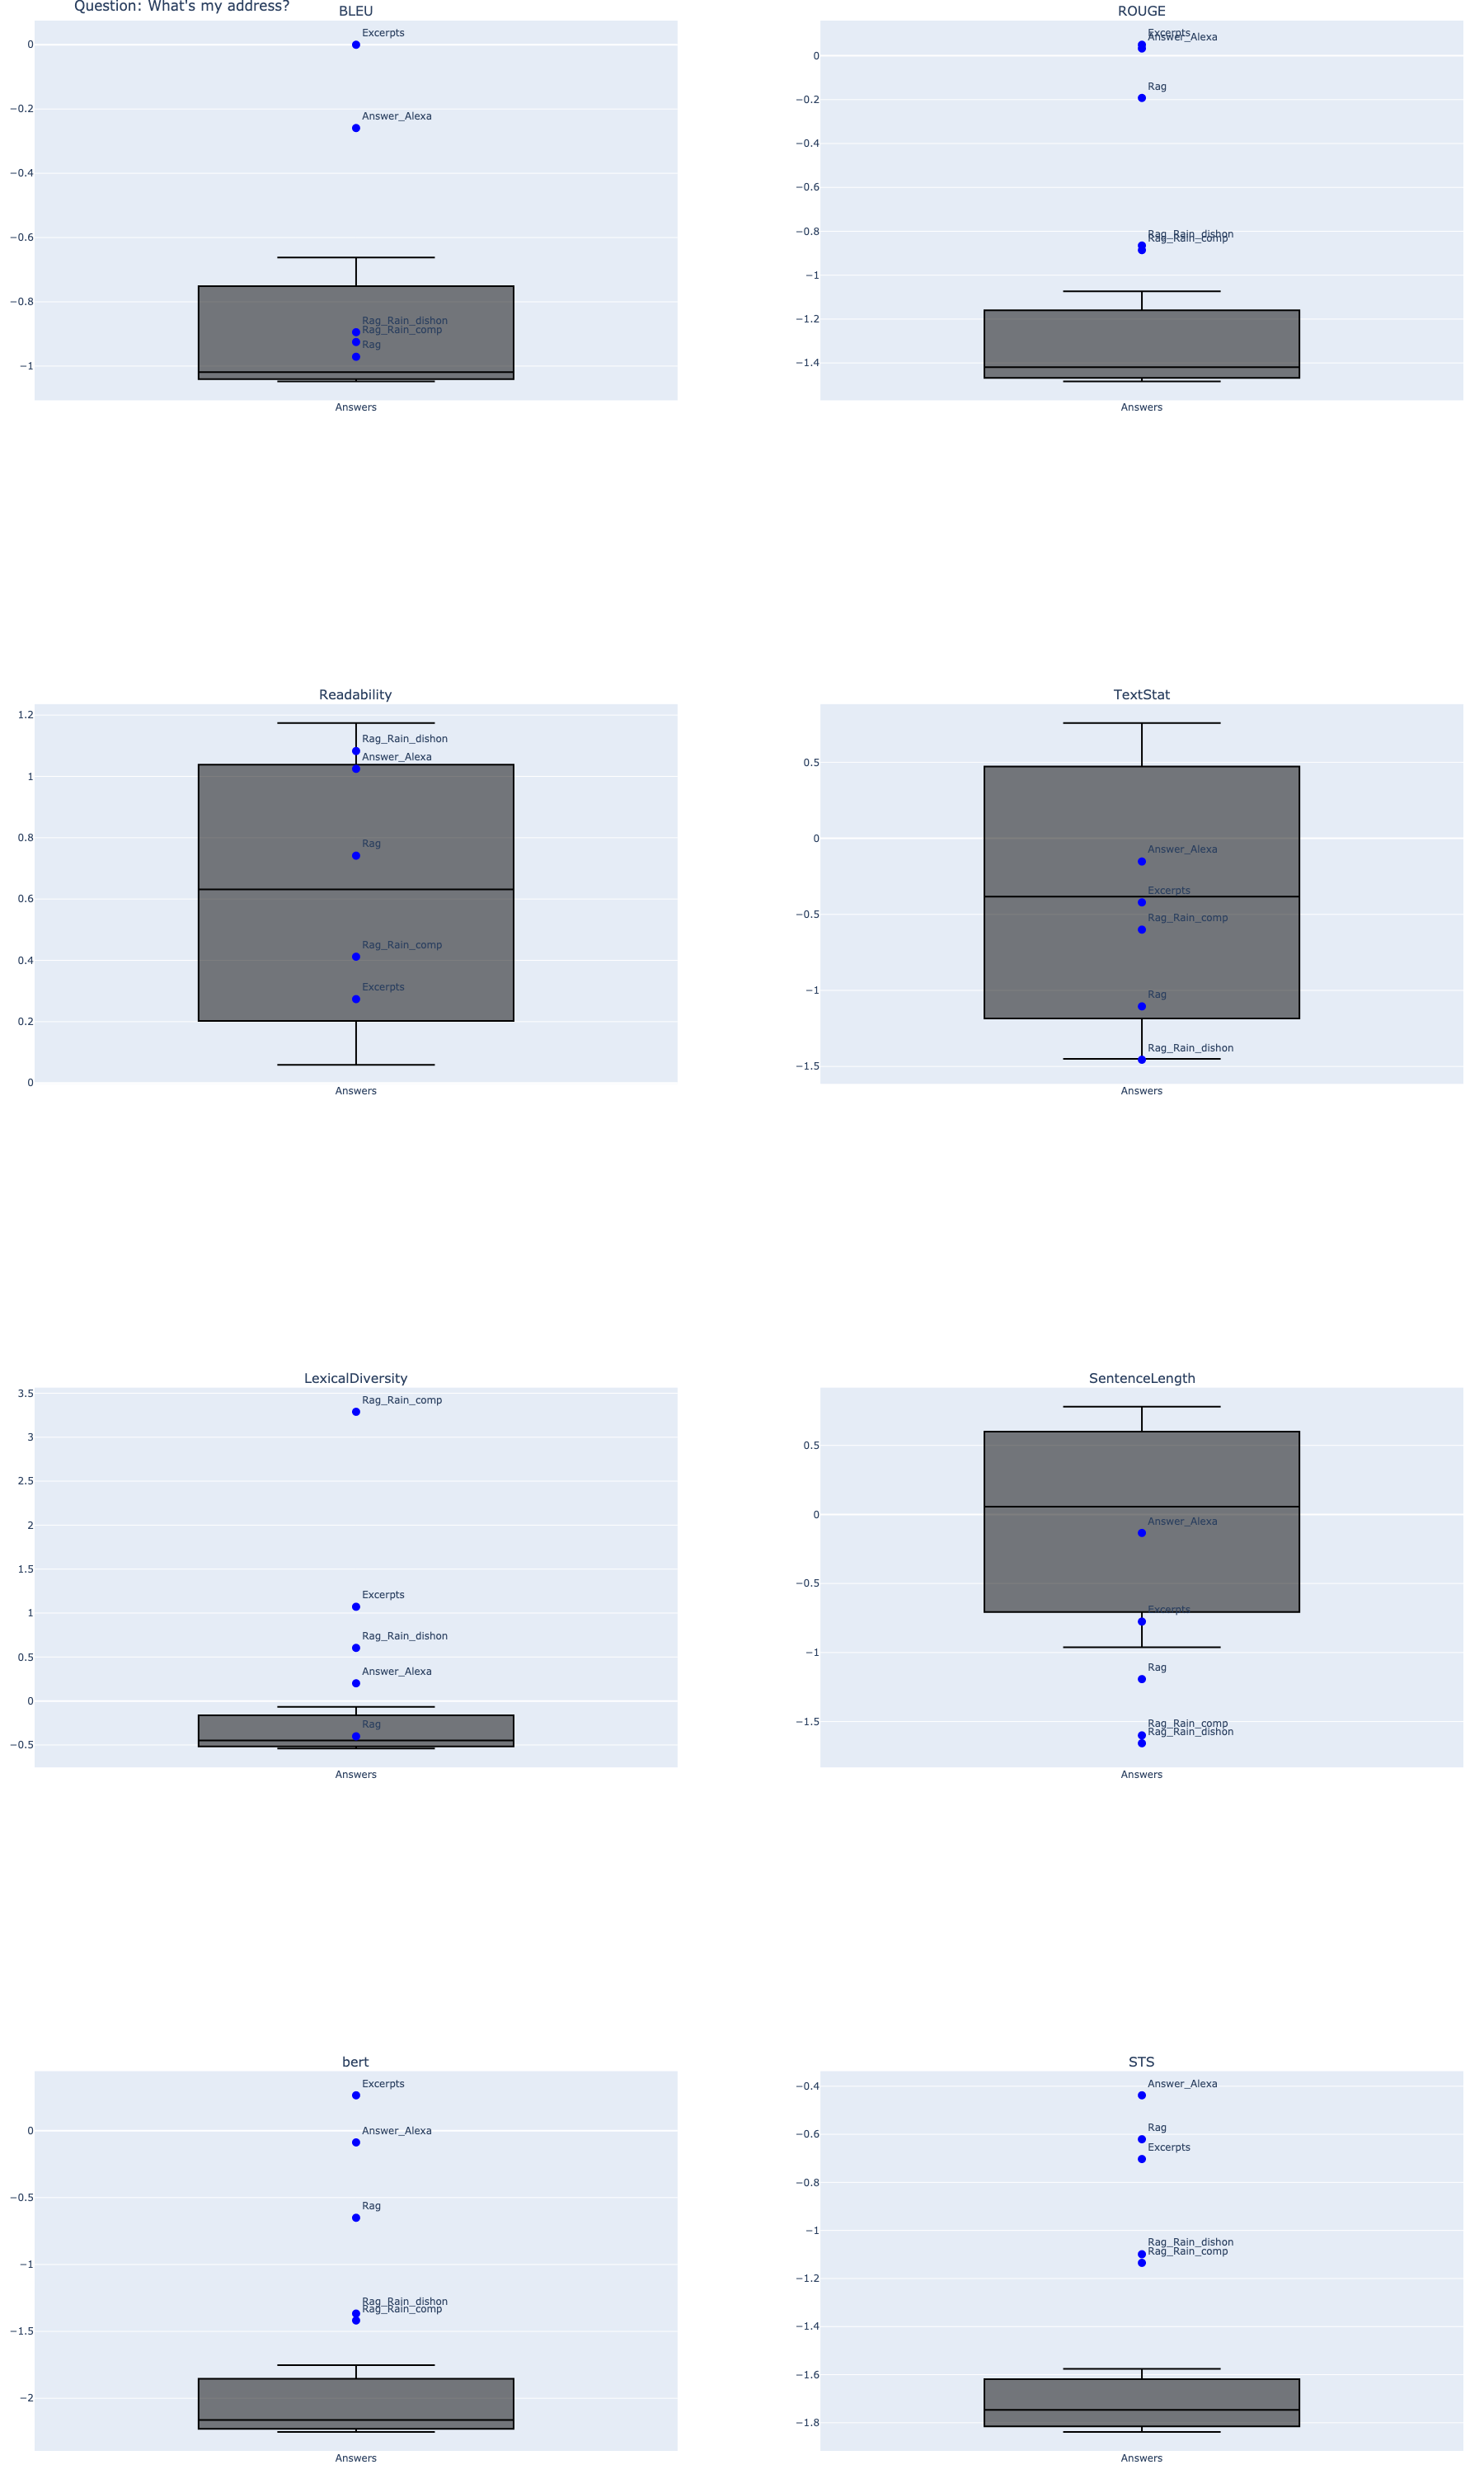 Question: What's my address?
BLEU
Excerpts
0
−0.2
Answer_Alexa
−0.4
−0.6
−0.8
Rag_Rain_dishon
Rag_Rain_comp
Rag
−1
Answers
ROUGE
Excerpts
Answer_Alexa
0
Rag
−0.2
−0.4
−0.6
−0.8
Rag_Rain_dishon
Rag_Rain_comp
−1
−1.2
−1.4
Answers
Readability
1.2
Rag_Rain_dishon
Answer_Alexa
1
Rag
0.8
0.6
Rag_Rain_comp
0.4
Excerpts
0.2
0
Answers
TextStat
0.5
0
Answer_Alexa
Excerpts
−0.5
Rag_Rain_comp
−1
Rag
Rag_Rain_dishon
−1.5
Answers
LexicalDiversity
3.5
Rag_Rain_comp
3
2.5
2
1.5
Excerpts
1
Rag_Rain_dishon
0.5
Answer_Alexa
0
Rag
−0.5
Answers
SentenceLength
0.5
0
Answer_Alexa
−0.5
Excerpts
−1
Rag
−1.5
Rag_Rain_comp
Rag_Rain_dishon
Answers
bert
Excerpts
0
Answer_Alexa
−0.5
Rag
−1
Rag_Rain_dishon
Rag_Rain_comp
−1.5
−2
Answers
STS
−0.4
Answer_Alexa
Rag
−0.6
Excerpts
−0.8
−1
Rag_Rain_dishon
Rag_Rain_comp
−1.2
−1.4
−1.6
−1.8
Answers